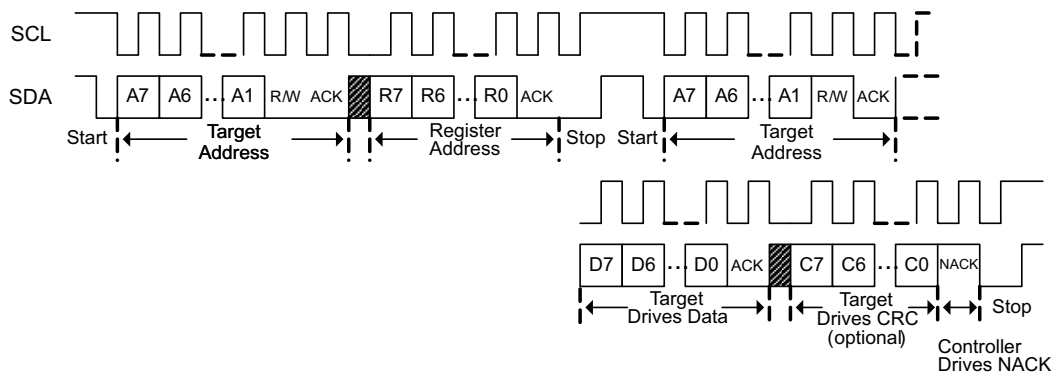 SCL
SDA
A7 A6 ... A1 R/W ACK R7 R6 ... R0 ACK A7 A6 ... A1 R/W ACK
Start Target Address Register Address Stop Start Target Address
D7 D6 ... D0 ACK C7 C6 ... C0 NACK
Target Drives Data
Target Drives CRC (optional)
Stop
Controller
Drives NACK